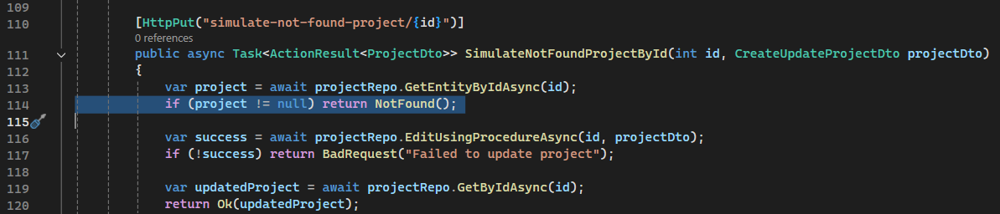 109
110 [HttpPut("simulate-not-found-project/{id}")]
0 references
111 public async Task<ActionResult<ProjectDto>> SimulateNotFoundProjectById(int id, CreateUpdateProjectDto projectDto)
112 {
113 var project = await projectRepo.GetEntityByIdAsync(id);
114 if (project != null) return NotFound();
115
116 var success = await projectRepo.EditUsingProcedureAsync(id, projectDto);
117 if (!success) return BadRequest("Failed to update project");
118
119 var updatedProject = await projectRepo.GetByIdAsync(id);
120 return Ok(updatedProject);